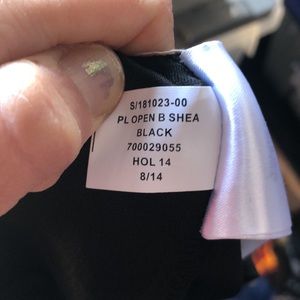 S/181023-00
PL OPEN B SHEA
BLACK
700029055
HOL 14
8/14